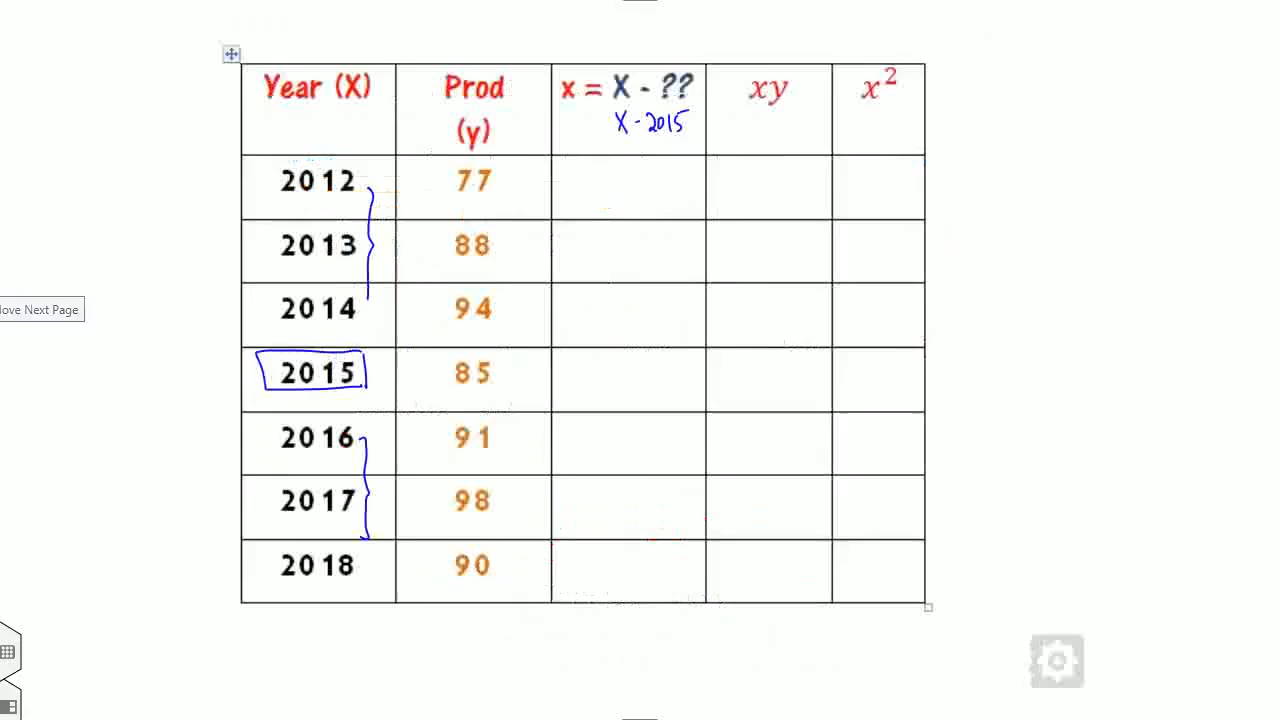 Year (X) Prod (y) x = X - ?? xy x²
X - 2015
2012 77
2013 88
2014 94
2015 85
2016 91
2017 98
2018 90
Move Next Page